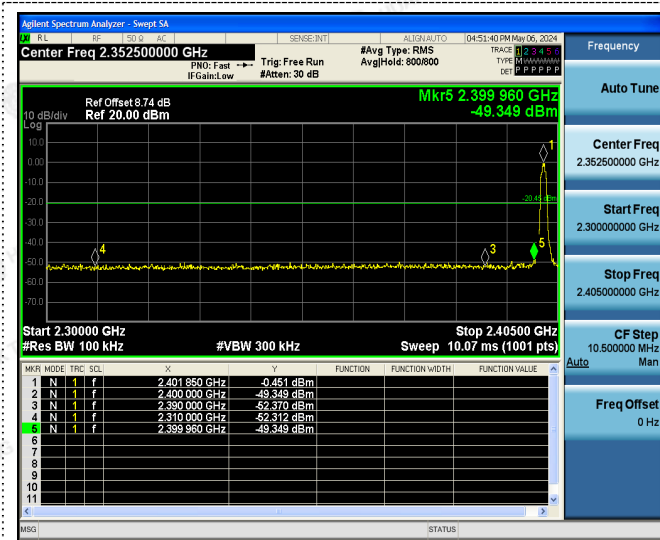 Agilent Spectrum Analyzer - Swept SA
LXI RL RF 50 Ω AC SENSE:INT ALIGN AUTO 04:51:40 PM May 06, 2024
Center Freq 2.352500000 GHz
PNO: Fast
IFGain:Low
Trig: Free Run
#Atten: 30 dB
#Avg Type: RMS
Avg|Hold: 800/800
TRACE 1 2 3 4 5 6
TYPE M WWWWW
DET P P P P P P
Ref Offset 8.74 dB
Ref 20.00 dBm
10 dB/div
Log
Mkr5 2.399 960 GHz
-49.349 dBm
10.0
0.00
-10.0
-20.0
-30.0
-40.0
-50.0
-60.0
-70.0
1
-20.45 dBm
4
3
5
Start 2.30000 GHz
#Res BW 100 kHz
#VBW 300 kHz
Stop 2.40500 GHz
Sweep 10.07 ms (1001 pts)
MKR MODE TRC SCL X Y FUNCTION FUNCTION WIDTH FUNCTION VALUE
1 N 1 f 2.401 850 GHz -0.451 dBm
2 N 1 f 2.400 000 GHz -49.349 dBm
3 N 1 f 2.390 000 GHz -52.370 dBm
4 N 1 f 2.310 000 GHz -52.312 dBm
5 N 1 f 2.399 960 GHz -49.349 dBm
6
7
8
9
10
11
MSG STATUS
Frequency
Auto Tune
Center Freq
2.352500000 GHz
Start Freq
2.300000000 GHz
Stop Freq
2.405000000 GHz
CF Step
10.500000 MHz
Auto Man
Freq Offset
0 Hz